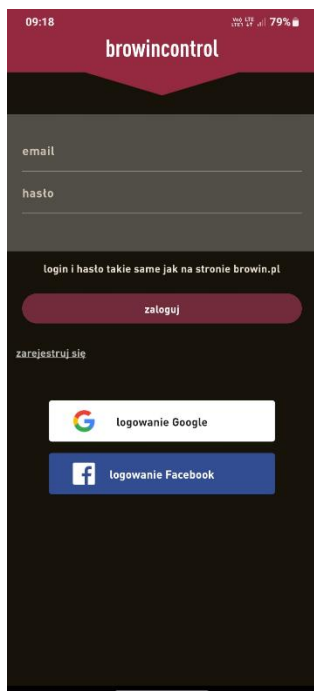 09:18
79%
browincontrol
email
hasło
login i hasło takie same jak na stronie browin.pl
zaloguj
zarejestruj się
logowanie Google
logowanie Facebook